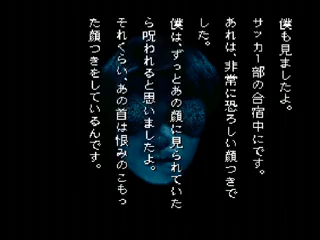 僕も見ましたよ。
サッカー部の合宿中にです。
あれは、非常に恐ろしい顔つきで
した。
僕は、ずっとあの顔に見られていた
ら呪われると思いましたよ。
それくらい、あの首は恨みのこもっ
た顔つきをしているんです。